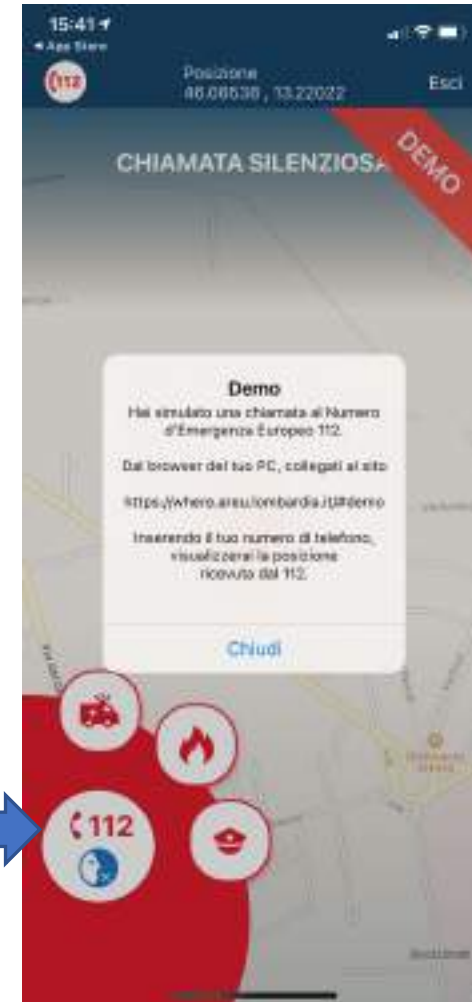 15:41
App Store
112
Posizione
46.06638 , 13.22022
Esci
CHIAMATA SILENZIOSA
DEMO
Demo
Hai simulato una chiamata al Numero
d'Emergenza Europeo 112.
Dal browser del tuo PC, collegati al sito
https://where.areu.lombardia.it/#demo
Inserendo il tuo numero di telefono,
visualizzerai la posizione
ricevuta dal 112.
Chiudi
112